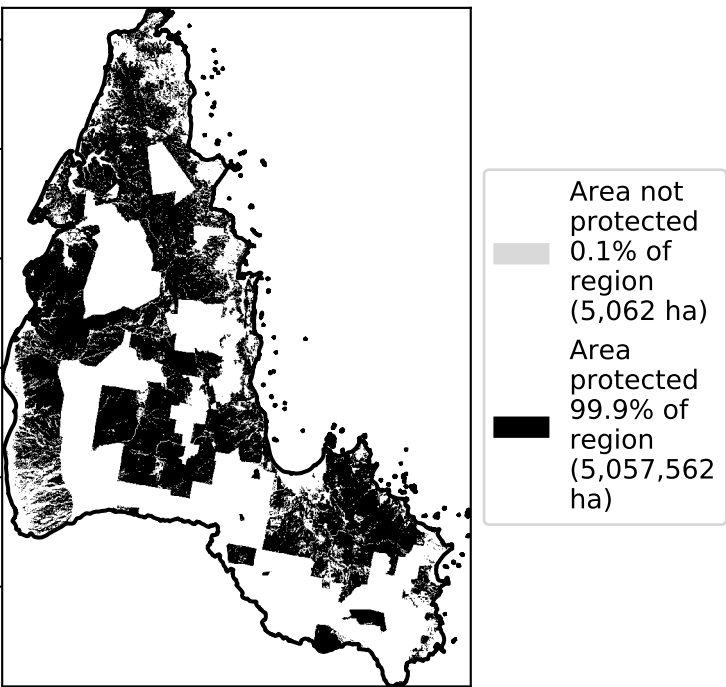 Area not
protected
0.1% of
region
(5,062 ha)
Area
protected
99.9% of
region
(5,057,562
ha)